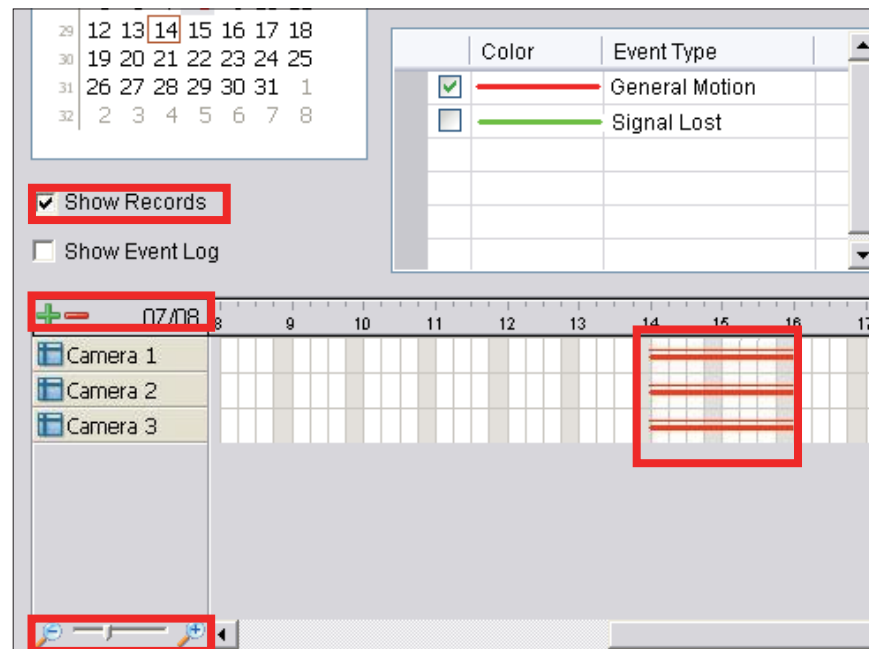 29 12 13 14 15 16 17 18
30 19 20 21 22 23 24 25
31 26 27 28 29 30 31 1
32 2 3 4 5 6 7 8
Color Event Type
General Motion
Signal Lost
Show Records
Show Event Log
07/08 8 9 10 11 12 13 14 15 16 17
Camera 1
Camera 2
Camera 3